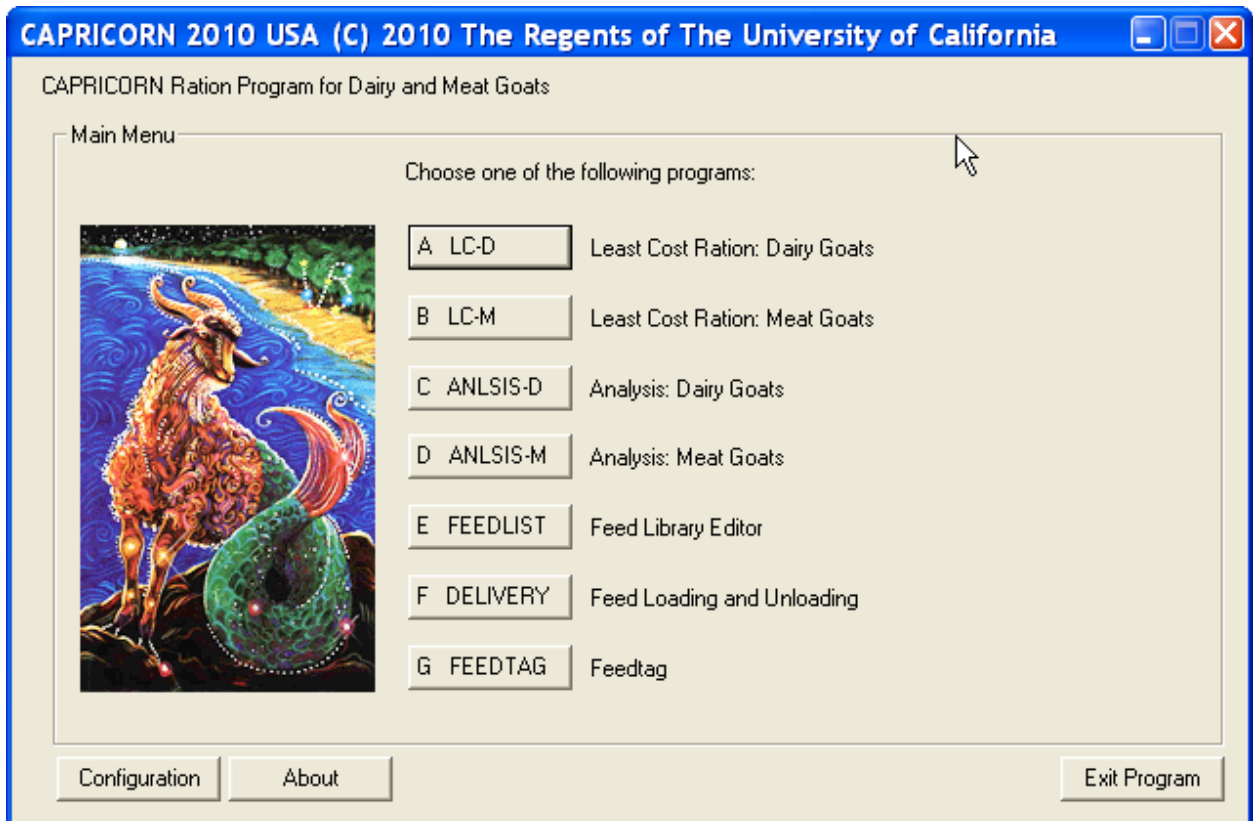 CAPRICORN 2010 USA (C) 2010 The Regents of The University of California
CAPRICORN Ration Program for Dairy and Meat Goats
Main Menu
Choose one of the following programs:
A LC-D Least Cost Ration: Dairy Goats
B LC-M Least Cost Ration: Meat Goats
C ANLSIS-D Analysis: Dairy Goats
D ANLSIS-M Analysis: Meat Goats
E FEEDLIST Feed Library Editor
F DELIVERY Feed Loading and Unloading
G FEEDTAG Feedtag
Configuration About Exit Program